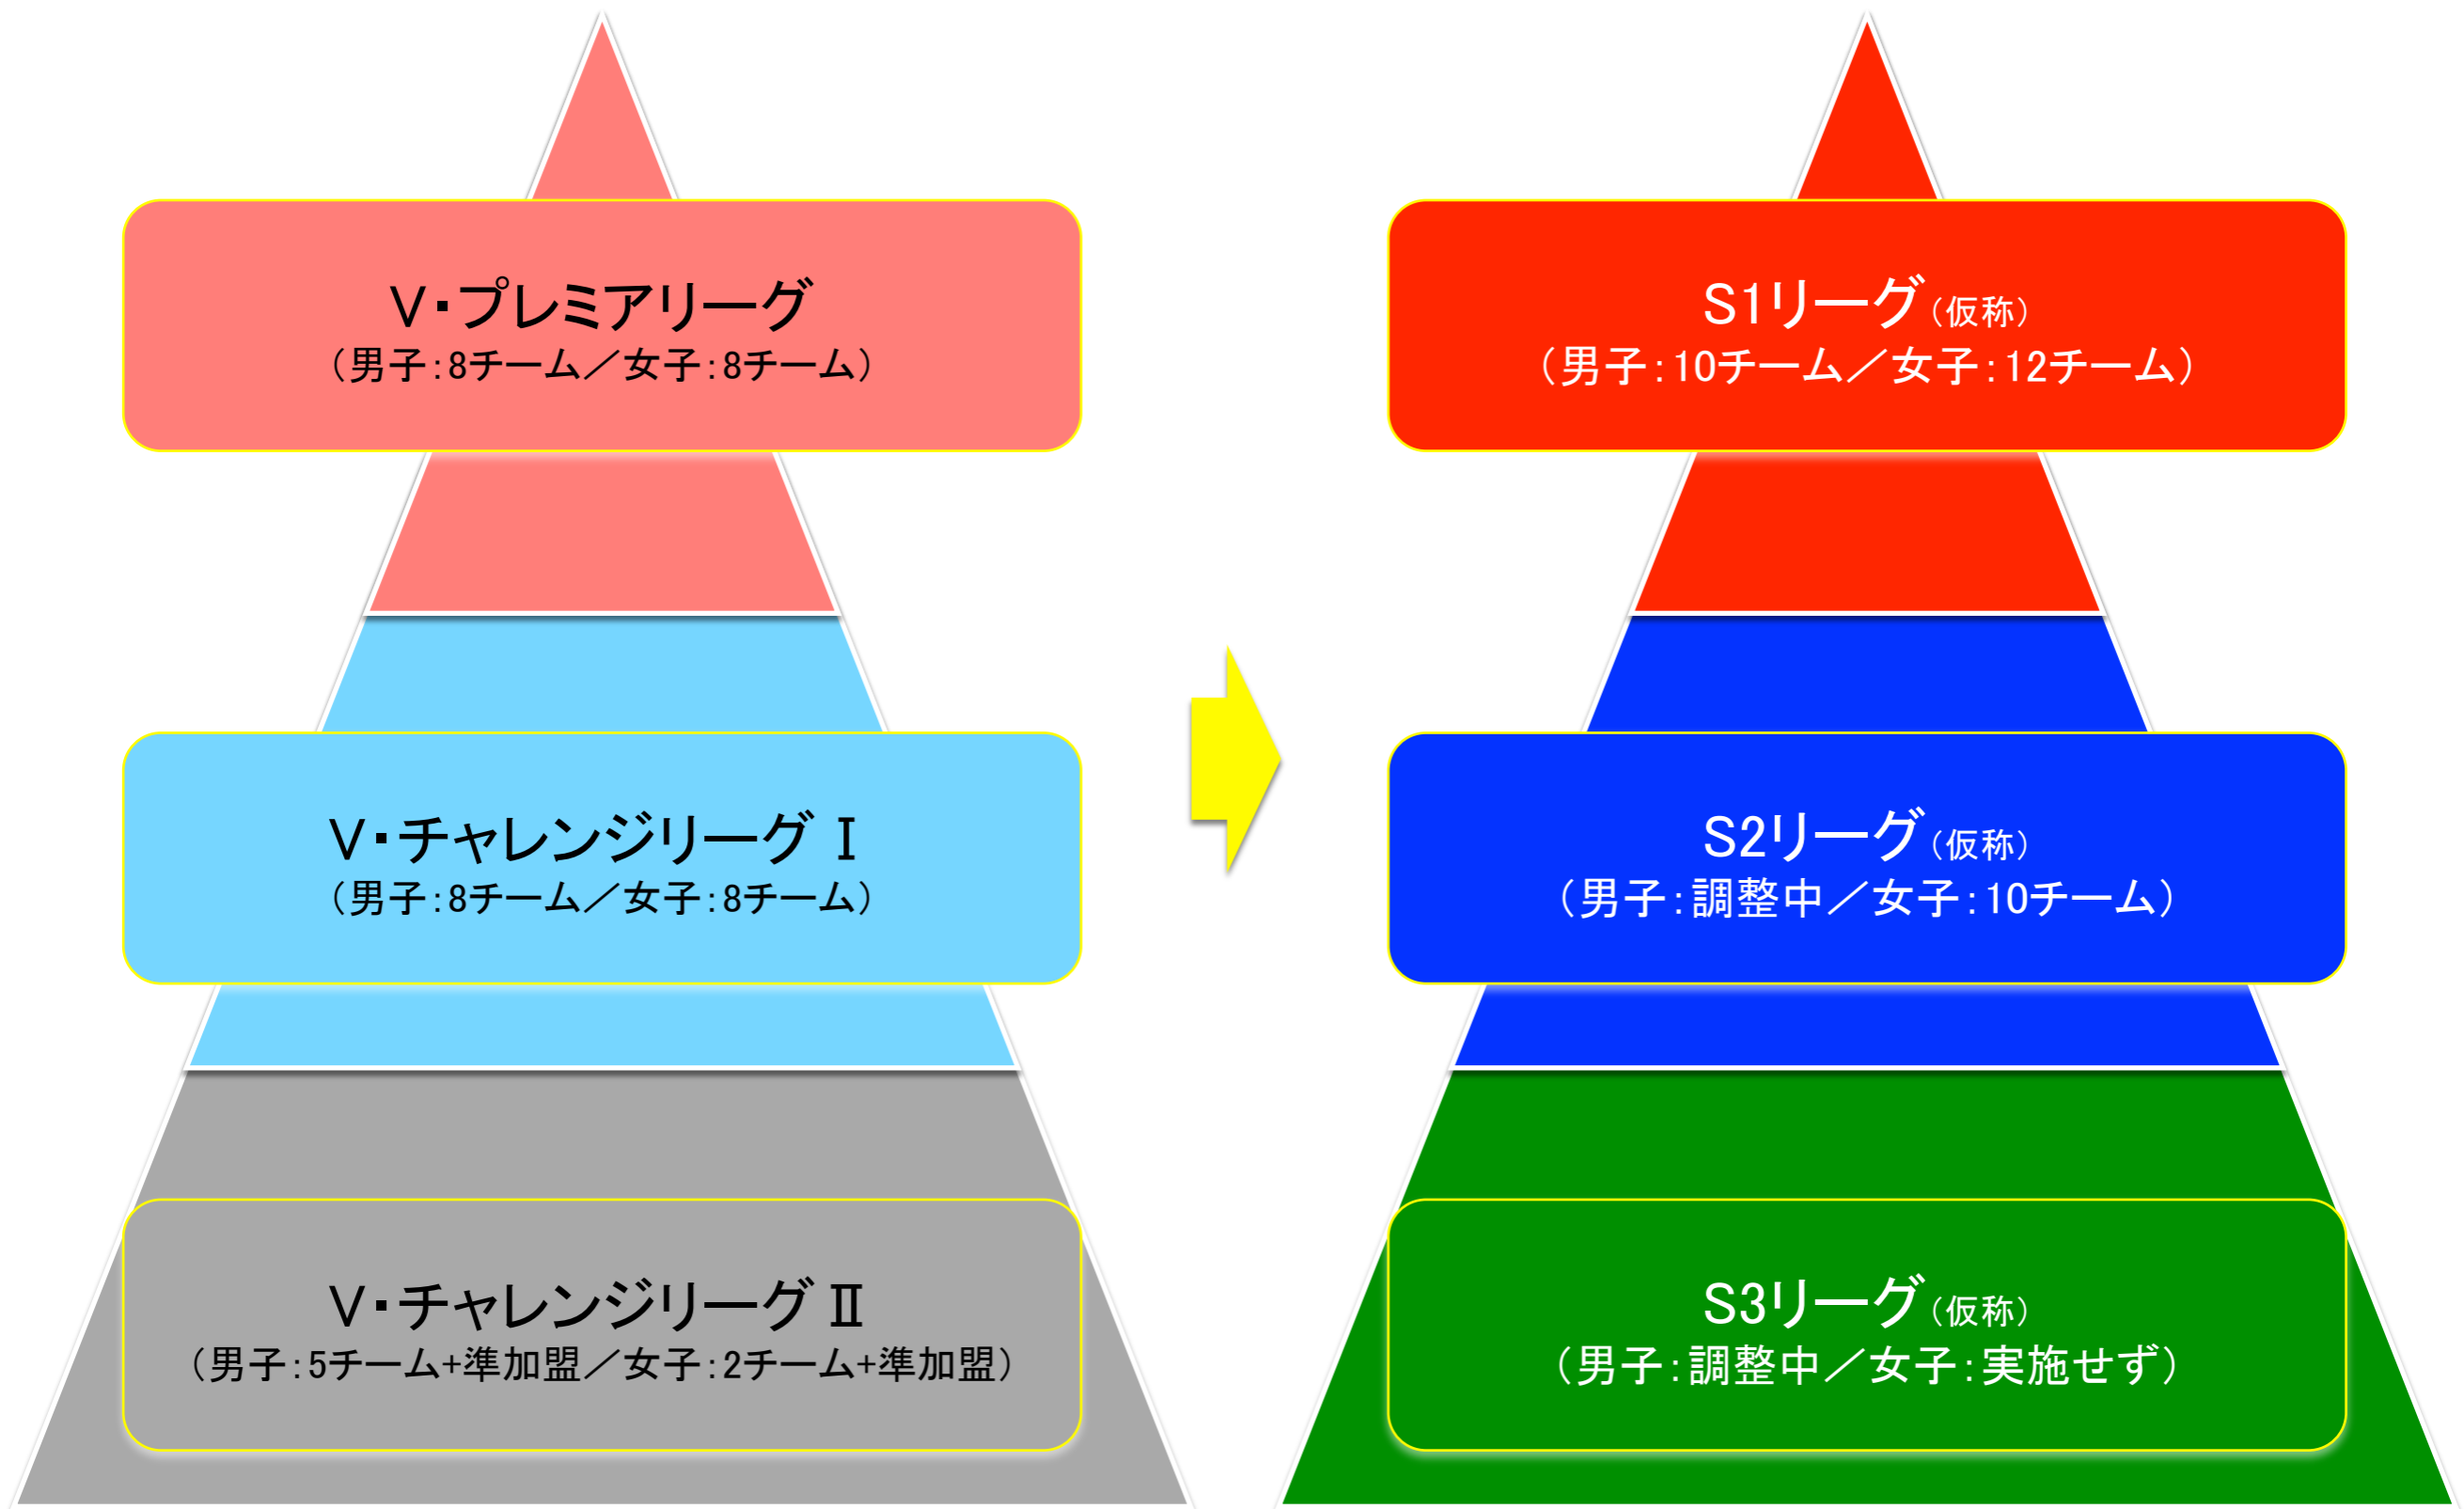 V・プレミアリーグ
（男子：8チーム／女子：8チーム）
V・チャレンジリーグ Ⅰ
（男子：8チーム／女子：8チーム）
V・チャレンジリーグ Ⅱ
（男子：5チーム+準加盟／女子：2チーム+準加盟）
S1リーグ（仮称）
（男子：10チーム／女子：12チーム）
S2リーグ（仮称）
（男子：調整中／女子：10チーム）
S3リーグ（仮称）
（男子：調整中／女子：実施せず）